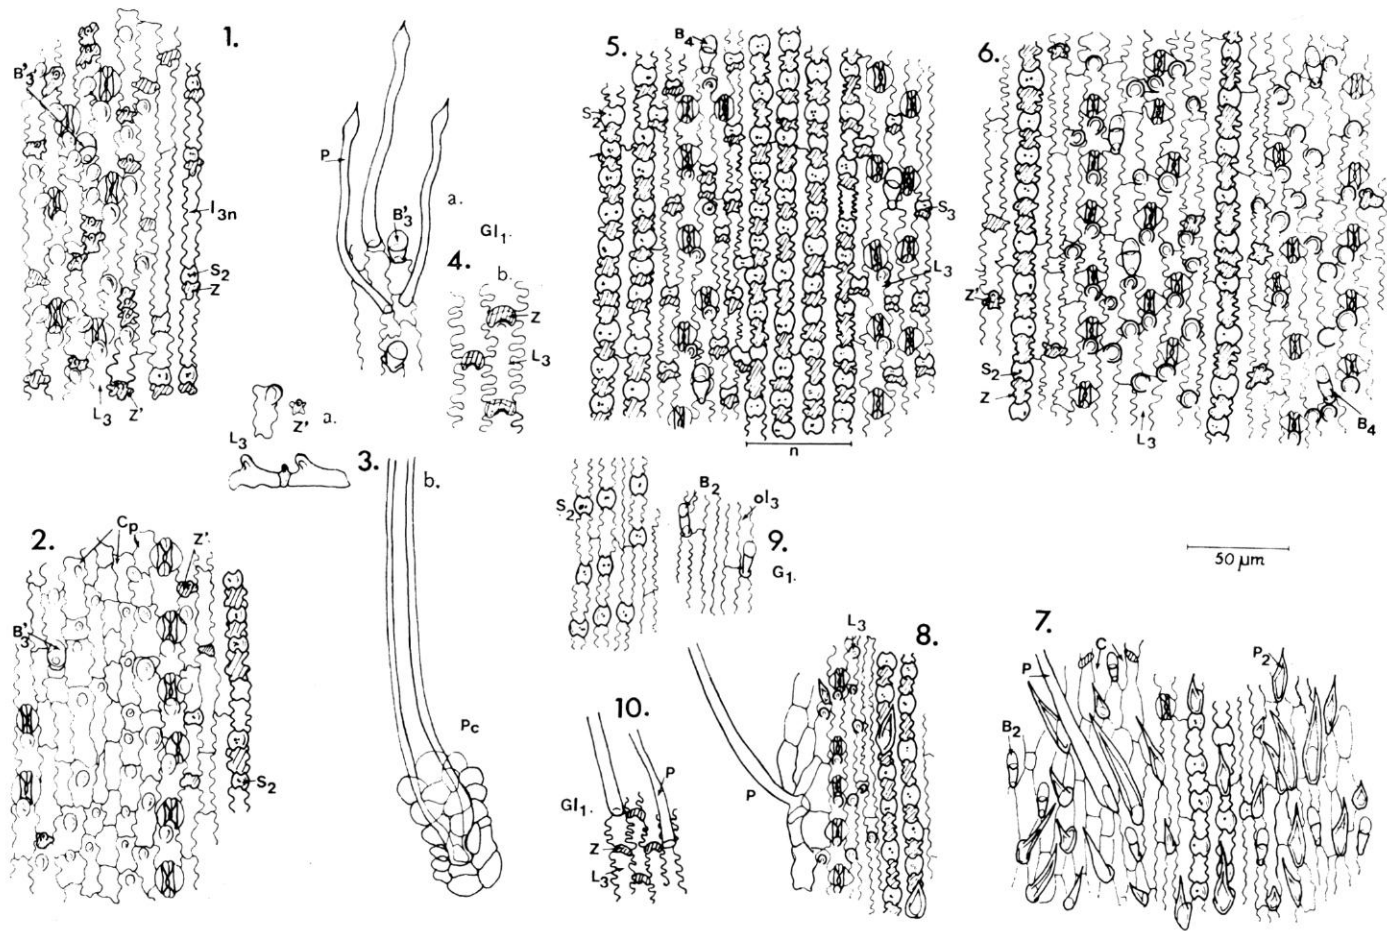 1.
B'3
l3n
S2
Z
L3
Z'
P
a.
B'3
Gl1.
4.
b.
Z
L3
5.
B4
S2
S3
L3
n
6.
Z'
S2
Z
L3
B4
L3
Z'
a.
3.
b.
Pc
2.
Cp
Z'
B'3
S2
S2
B2
ol3
9.
G1.
50 µm
8.
L3
P
10.
P
Gl1.
Z
L3
7.
P
C
P2
B2